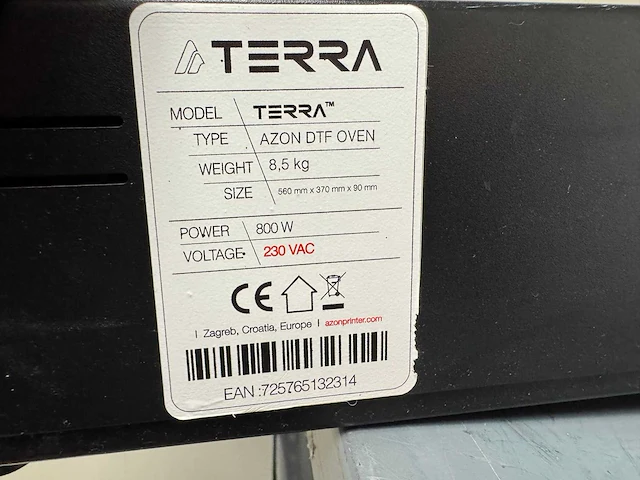 TERRA
MODEL TERRA™
TYPE AZON DTF OVEN
WEIGHT 8,5 kg
SIZE 560 mm x 370 mm x 90 mm
POWER 800 W
VOLTAGE 230 VAC
CE
| Zagreb, Croatia, Europe | azonprinter.com
EAN :725765132314